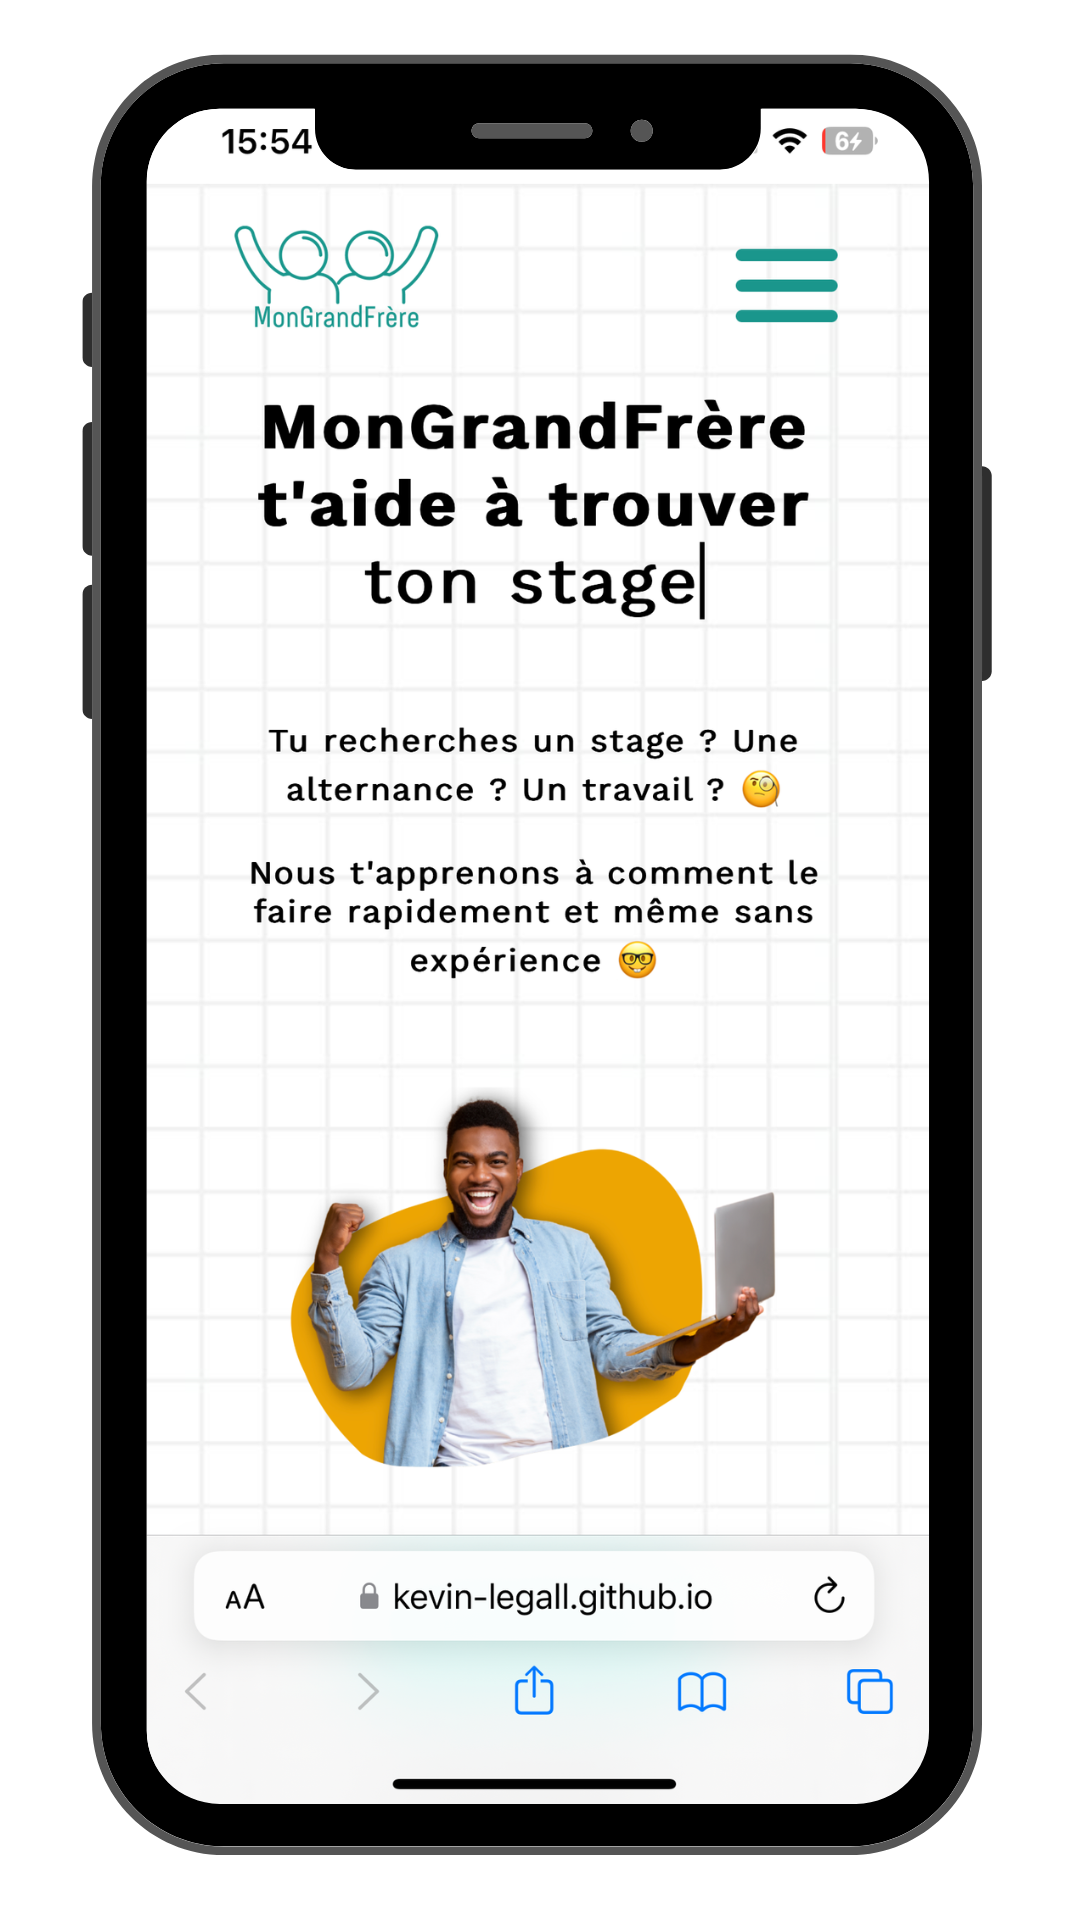 15:54
6
MonGrandFrère
MonGrandFrère
t'aide à trouver
ton stage
Tu recherches un stage ? Une
alternance ? Un travail ? 🧐
Nous t'apprenons à comment le
faire rapidement et même sans
expérience 🤓
AA kevin-legall.github.io